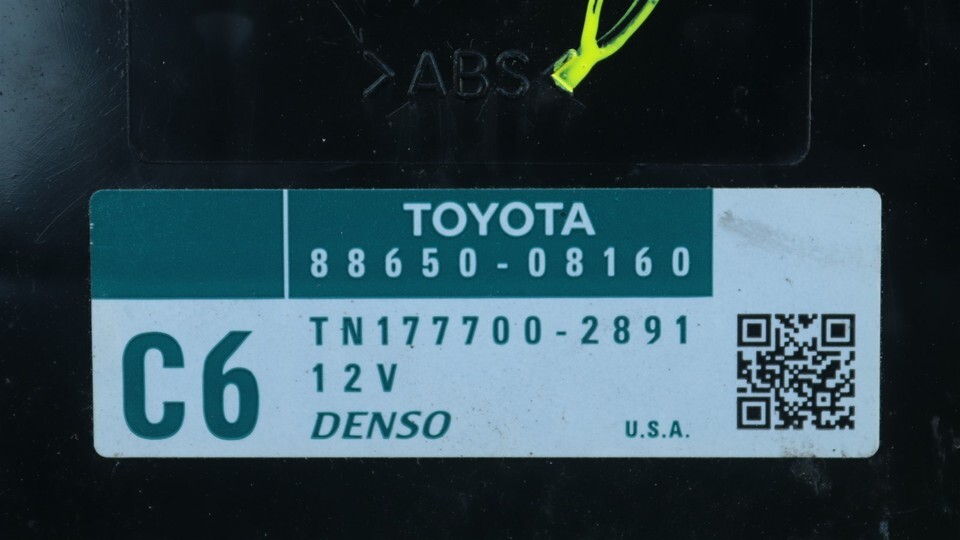 >ABS
TOYOTA
88650-08160
C6
TN177700-2891
12V
DENSO
U.S.A.